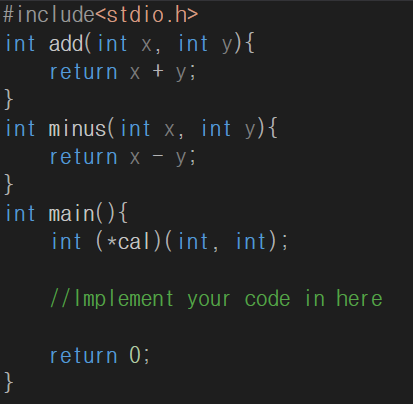 #include<stdio.h>
int add(int x, int y){
    return x + y;
}
int minus(int x, int y){
    return x - y;
}
int main(){
    int (*cal)(int, int);
    //Implement your code in here
    return 0;
}